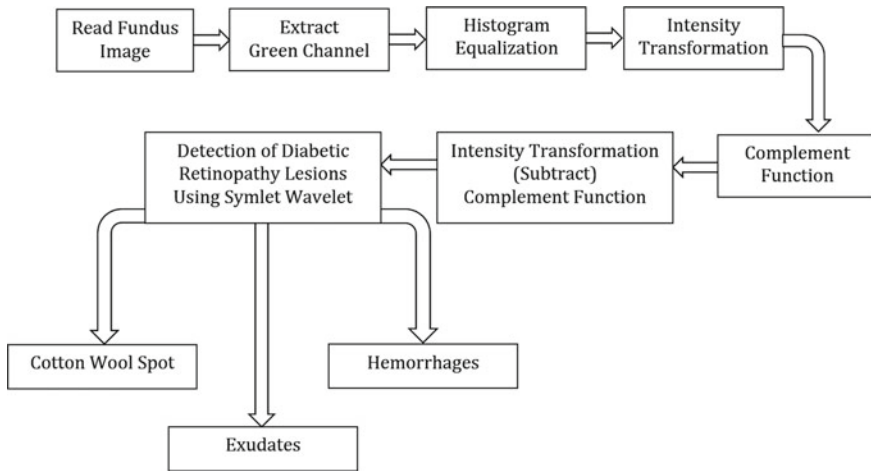 Read Fundus
Image
Extract
Green Channel
Histogram
Equalization
Intensity
Transformation
Complement
Function
Intensity Transformation
(Subtract)
Complement Function
Detection of Diabetic
Retinopathy Lesions
Using Symlet Wavelet
Cotton Wool Spot
Hemorrhages
Exudates